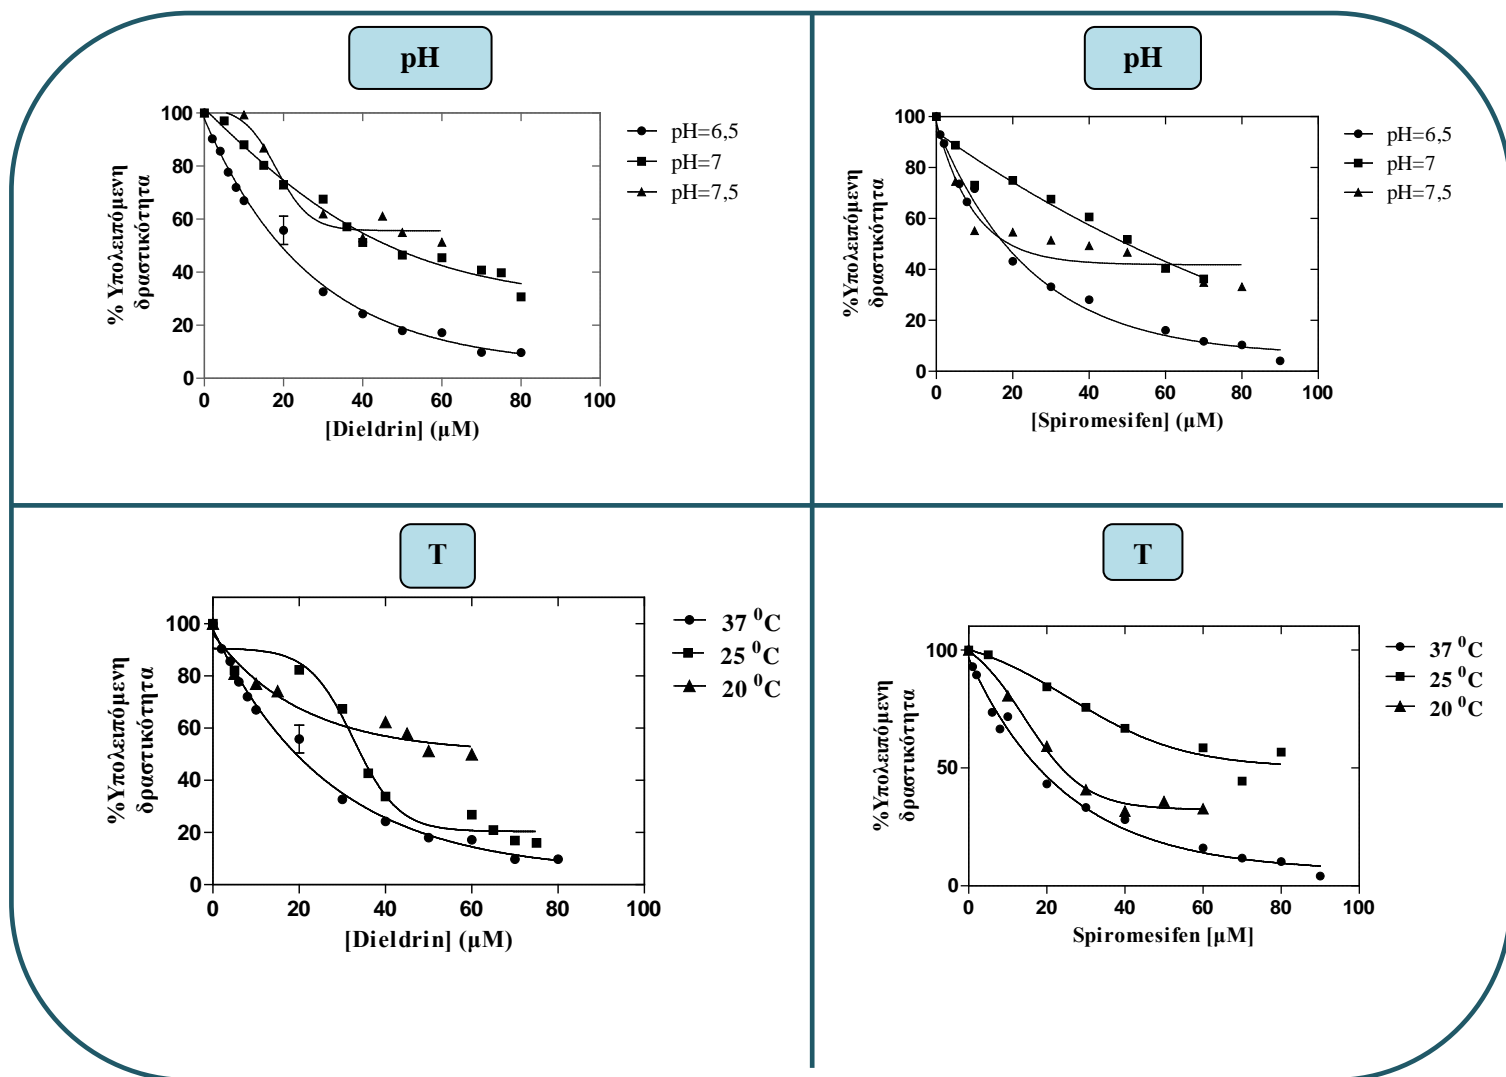 pH
100
80
60
40
20
0
% Υπολειπόμενη
δραστικότητα
0 20 40 60 80 100
[Dieldrin] (μM)
pH=6,5
pH=7
pH=7,5
pH
100
80
60
40
20
0
%Υπολειπόμενη
δραστικότητα
0 20 40 60 80 100
[Spiromesifen] (μM)
pH=6,5
pH=7
pH=7,5
T
100
80
60
40
20
0
%Υπολειπόμενη
δραστικότητα
0 20 40 60 80 100
[Dieldrin] (μM)
37 ⁰C
25 ⁰C
20 ⁰C
T
100
50
0
%Υπολειπόμενη
δραστικότητα
0 20 40 60 80 100
Spiromesifen [μM]
37 ⁰C
25 ⁰C
20 ⁰C